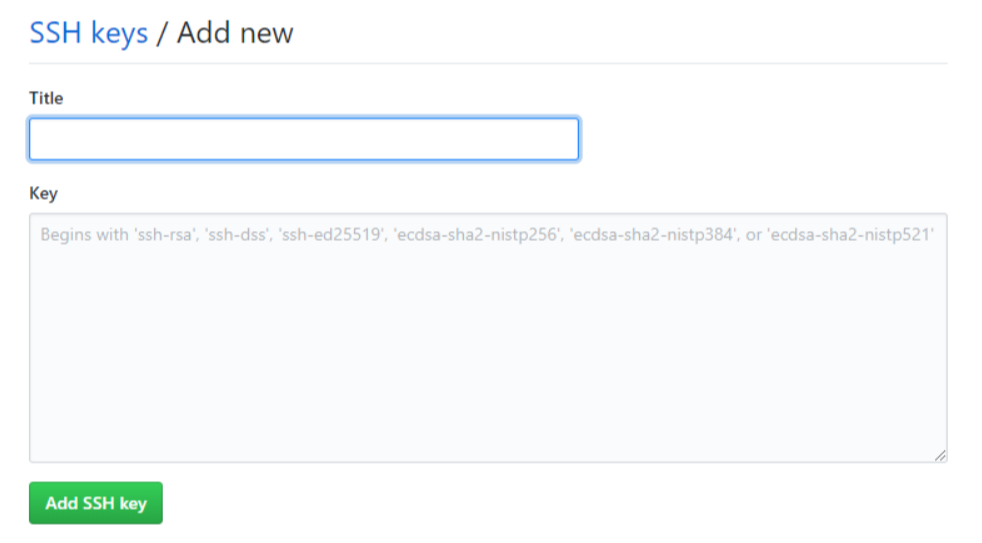 SSH keys / Add new
Title
Key
Begins with 'ssh-rsa', 'ssh-dss', 'ssh-ed25519', 'ecdsa-sha2-nistp256', 'ecdsa-sha2-nistp384', or 'ecdsa-sha2-nistp521'
Add SSH key